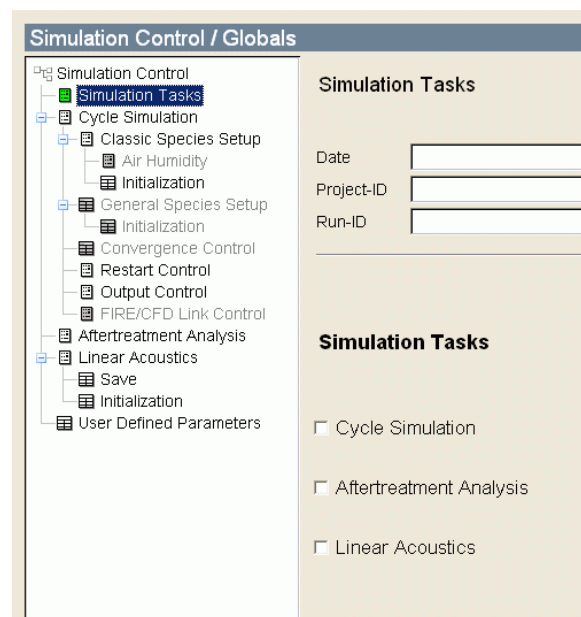 Simulation Control / Globals
Simulation Control
Simulation Tasks
Cycle Simulation
Classic Species Setup
Air Humidity
Initialization
General Species Setup
Initialization
Convergence Control
Restart Control
Output Control
FIRE/CFD Link Control
Aftertreatment Analysis
Linear Acoustics
Save
Initialization
User Defined Parameters
Simulation Tasks
Date
Project-ID
Run-ID
Simulation Tasks
Cycle Simulation
Aftertreatment Analysis
Linear Acoustics